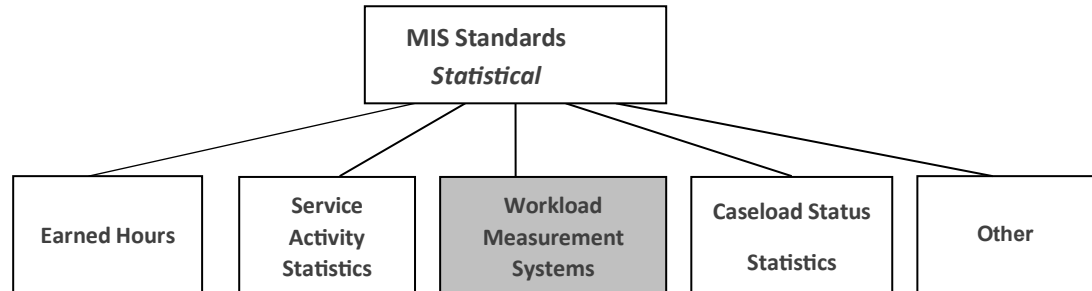 MIS Standards
Statistical
Earned Hours
Service
Activity
Statistics
Workload
Measurement
Systems
Caseload Status
Statistics
Other